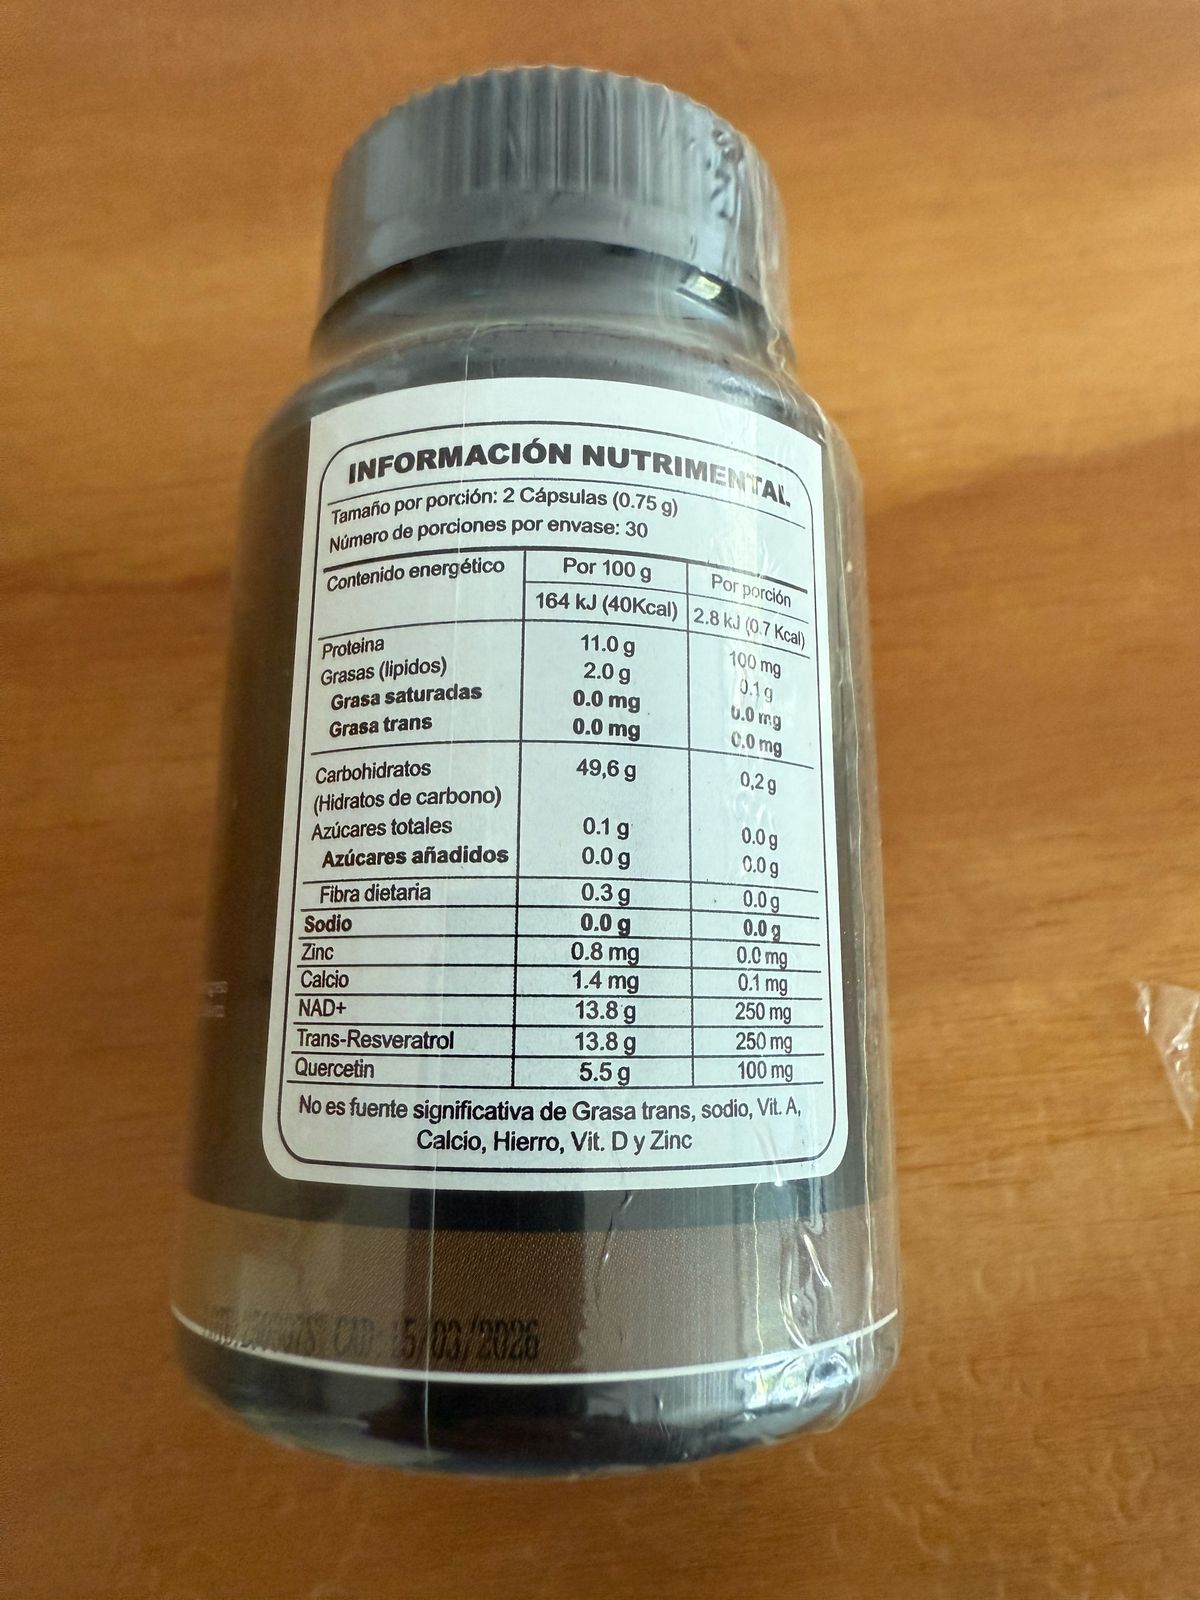 INFORMACIÓN NUTRIMENTAL
Tamaño por porción: 2 Cápsulas (0.75 g)
Número de porciones por envase: 30
Contenido energético Por 100 g Por porción
164 kJ (40Kcal) 2.8 kJ (0.7 Kcal)
Proteina 11.0 g 100 mg
Grasas (lipidos) 2.0 g 0.1 g
Grasa saturadas 0.0 mg 0.0 mg
Grasa trans 0.0 mg 0.0 mg
Carbohidratos 49,6 g 0,2 g
(Hidratos de carbono)
Azúcares totales 0.1 g 0.0 g
Azúcares añadidos 0.0 g 0.0 g
Fibra dietaria 0.3 g 0.0 g
Sodio 0.0 g 0.0 g
Zinc 0.8 mg 0.0 mg
Calcio 1.4 mg 0.1 mg
NAD+ 13.8 g 250 mg
Trans-Resveratrol 13.8 g 250 mg
Quercetin 5.5 g 100 mg
No es fuente significativa de Grasa trans, sodio, Vit. A,
Calcio, Hierro, Vit. D y Zinc
CAD 15/03/2026